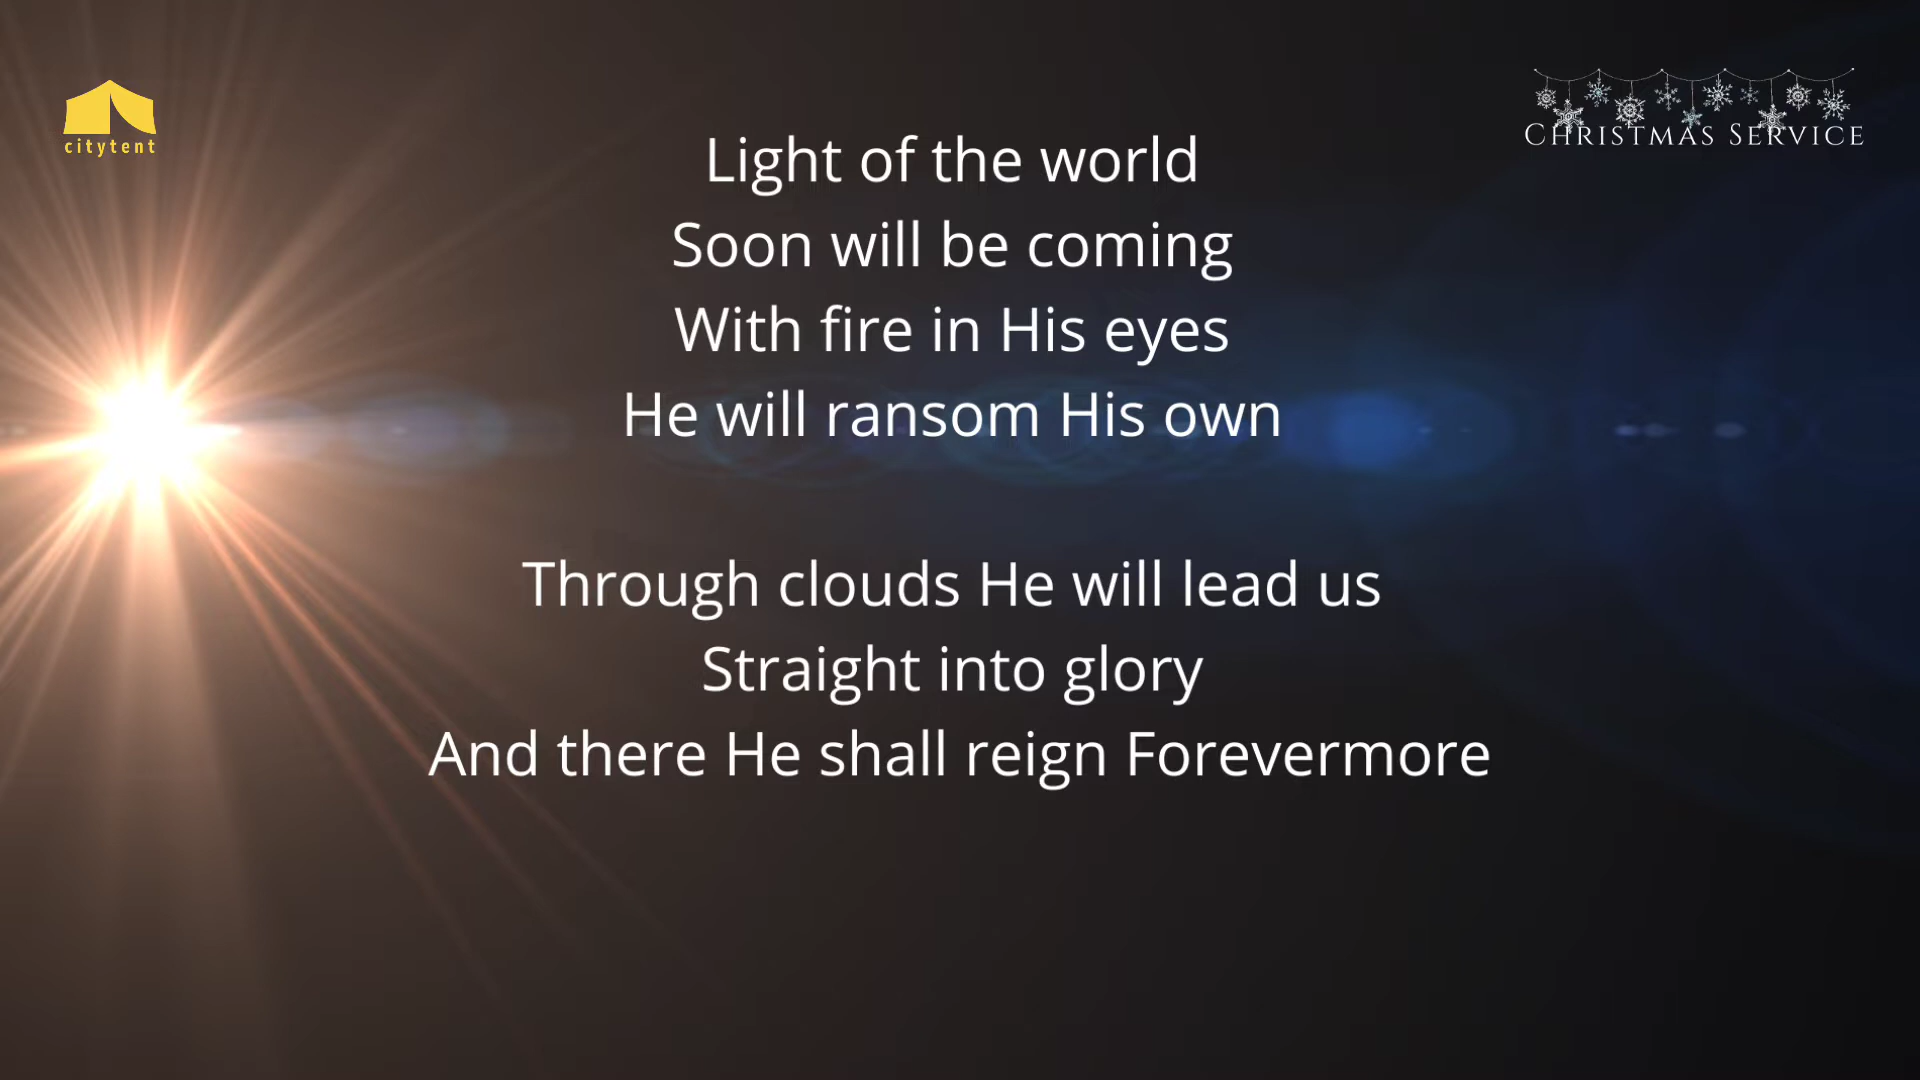 citytent
Christmas Service
Light of the world
Soon will be coming
With fire in His eyes
He will ransom His own
Through clouds He will lead us
Straight into glory
And there He shall reign Forevermore